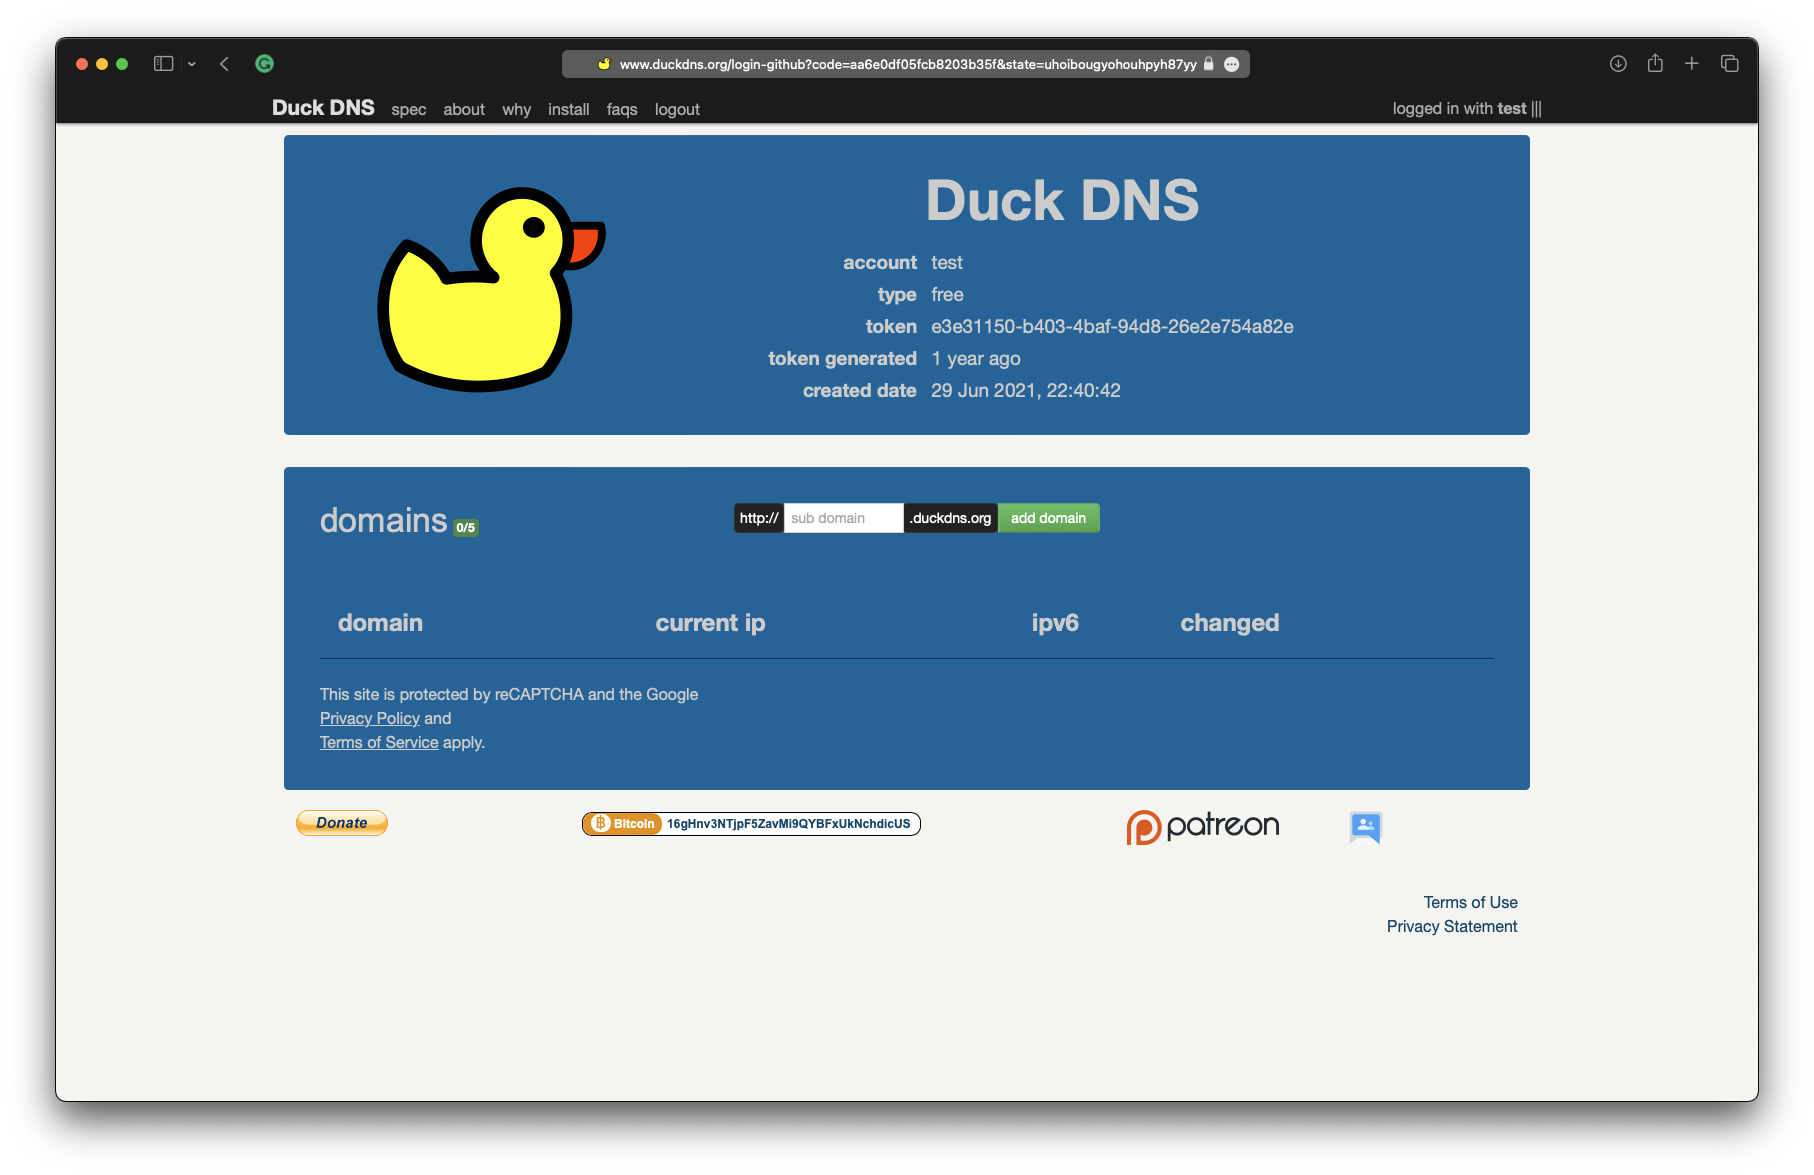 www.duckdns.org/login-github?code=aa6e0df05fcb8203b35f&state=uhoibougyohouhpyh87yy
Duck DNS spec about why install faqs logout logged in with test |||
Duck DNS
account test
type free
token e3e31150-b403-4baf-94d8-26e2e754a82e
token generated 1 year ago
created date 29 Jun 2021, 22:40:42
domains 0/5 http:// sub domain .duckdns.org add domain
domain current ip ipv6 changed
This site is protected by reCAPTCHA and the Google
Privacy Policy and
Terms of Service apply.
Donate Bitcoin 16gHnv3NTjpF5ZavMi9QYBFxUkNchdicUS patreon
Terms of Use
Privacy Statement